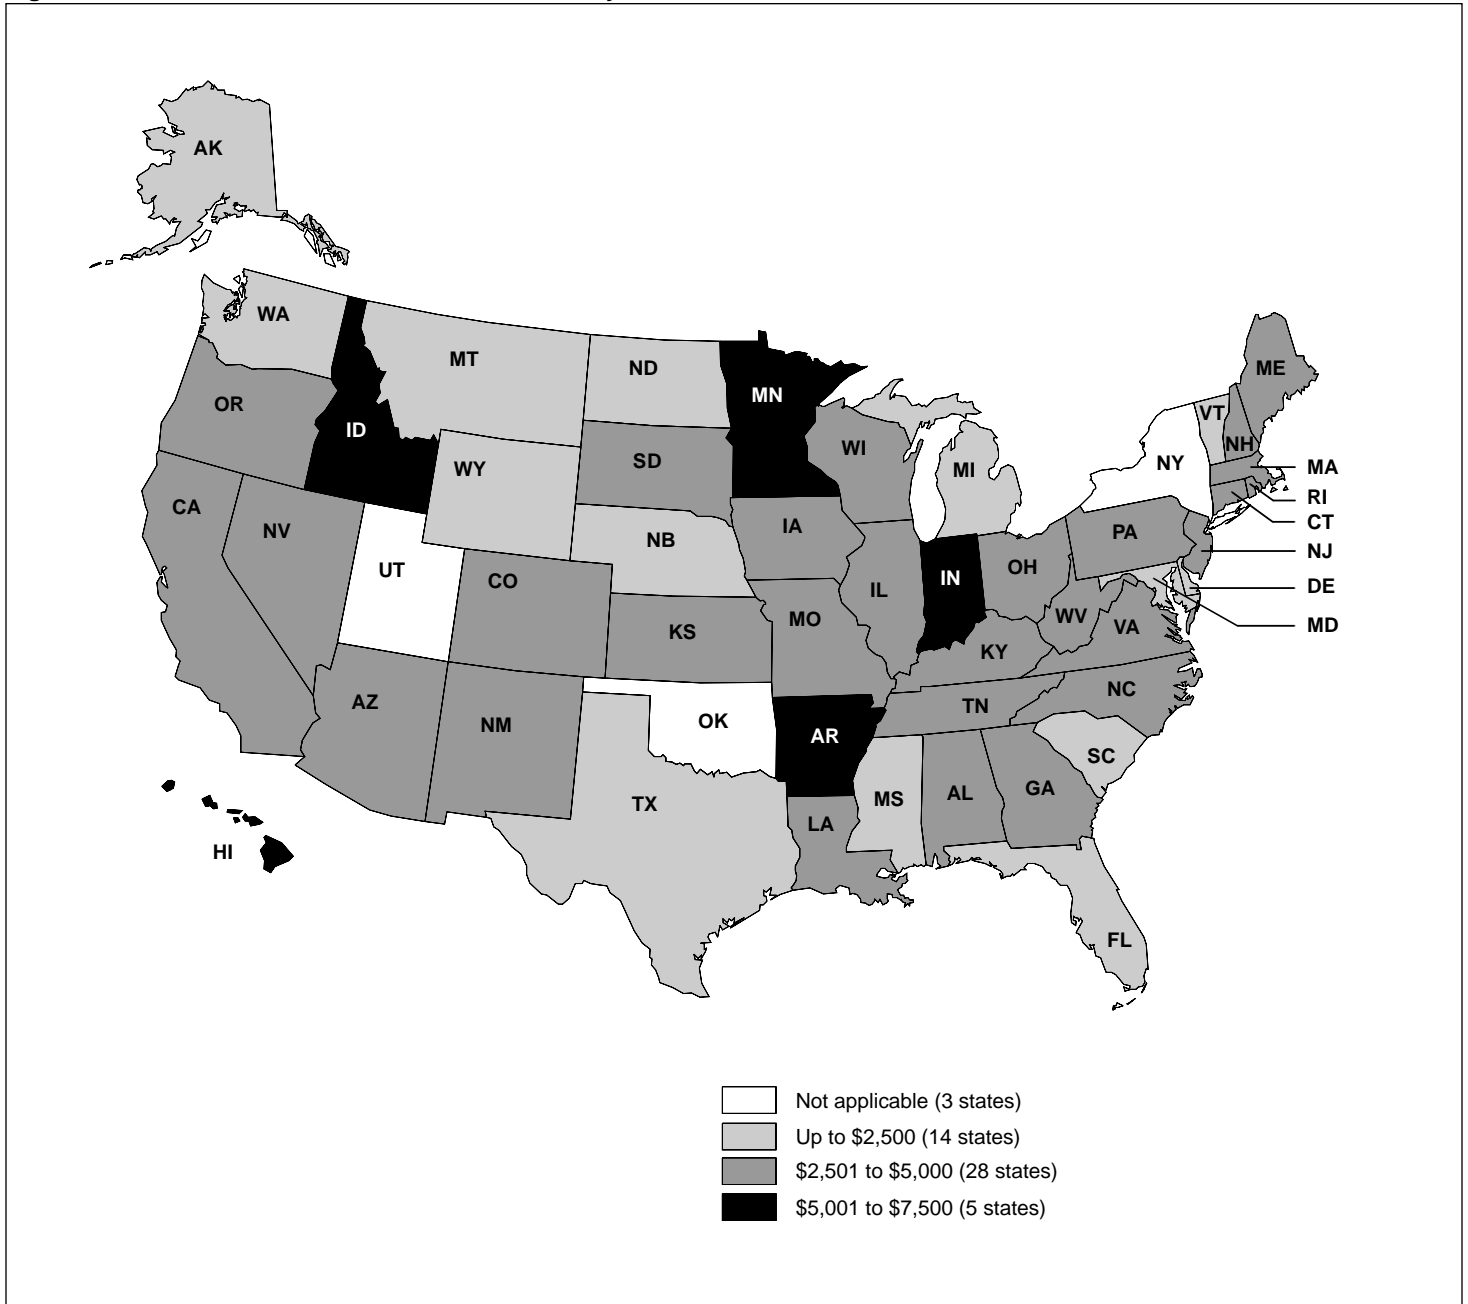 AK
WA
MT
ND
MN
ME
OR
ID
WY
SD
WI
MI
NY
VT
NH
MA
RI
CT
NJ
DE
MD
CA
NV
UT
CO
NB
IA
IL
IN
OH
PA
KS
MO
KY
WV
VA
AZ
NM
OK
AR
TN
NC
SC
TX
LA
MS
AL
GA
HI
FL
Not applicable (3 states)
Up to $2,500 (14 states)
$2,501 to $5,000 (28 states)
$5,001 to $7,500 (5 states)